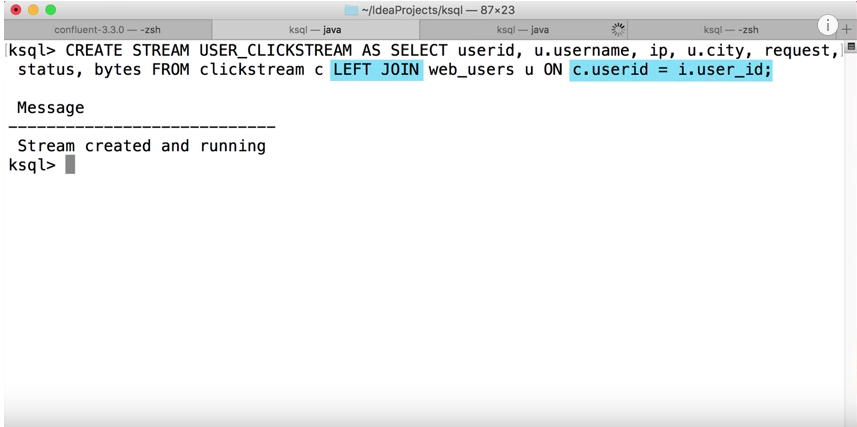 ~/IdeaProjects/ksql — 87×23
confluent-3.3.0 — -zsh
ksql — java
ksql — java
ksql — -zsh
i
+
ksql> CREATE STREAM USER_CLICKSTREAM AS SELECT userid, u.username, ip, u.city, request,
status, bytes FROM clickstream c LEFT JOIN web_users u ON c.userid = i.user_id;
Message
----------------------------
Stream created and running
ksql>